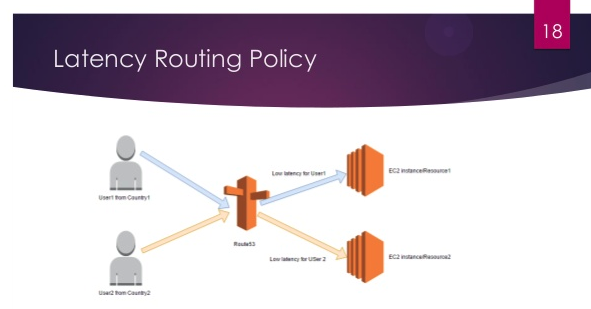 18
Latency Routing Policy
Low latency for User1
EC2 instance/Resource1
User1 from Country1
Route53
Low latency for USer 2
EC2 instance/Resource2
User2 from Country2